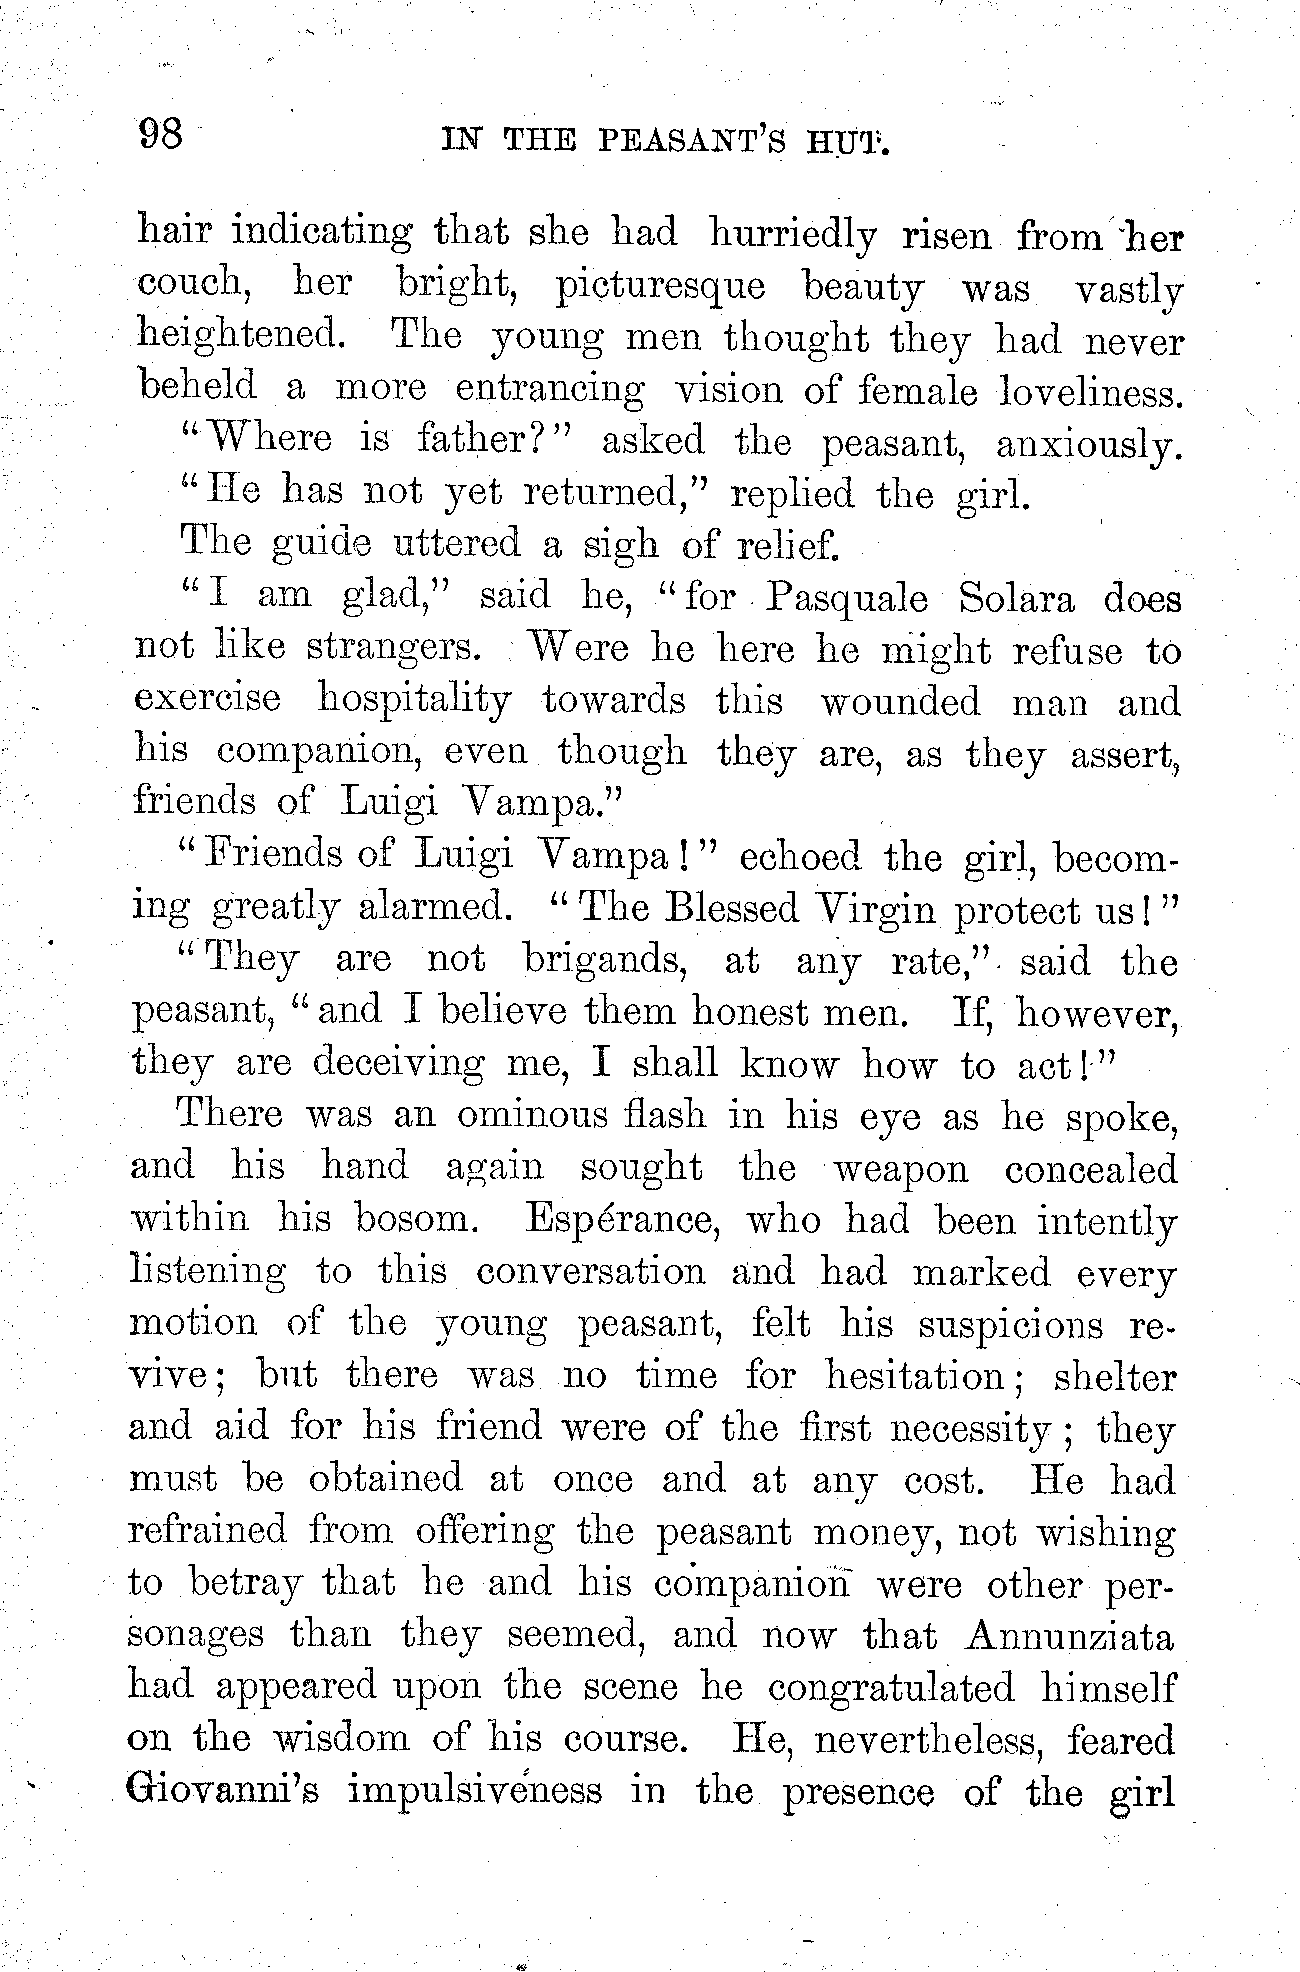 98 IN THE PEASANT'S HUT.
hair indicating that she had hurriedly risen from her
couch, her bright, picturesque beauty was vastly
heightened. The young men thought they had never
beheld a more entrancing vision of female loveliness.
"Where is father?" asked the peasant, anxiously.
"He has not yet returned," replied the girl.
The guide uttered a sigh of relief.
"I am glad," said he, "for Pasquale Solara does
not like strangers. Were he here he might refuse to
exercise hospitality towards this wounded man and
his companion, even though they are, as they assert,
friends of Luigi Vampa."
"Friends of Luigi Vampa!" echoed the girl, becom-
ing greatly alarmed. "The Blessed Virgin protect us!"
"They are not brigands, at any rate," said the
peasant, "and I believe them honest men. If, however,
they are deceiving me, I shall know how to act!"
There was an ominous flash in his eye as he spoke,
and his hand again sought the weapon concealed
within his bosom. Espérance, who had been intently
listening to this conversation and had marked every
motion of the young peasant, felt his suspicions re-
vive; but there was no time for hesitation; shelter
and aid for his friend were of the first necessity; they
must be obtained at once and at any cost. He had
refrained from offering the peasant money, not wishing
to betray that he and his companion were other per-
sonages than they seemed, and now that Annunziata
had appeared upon the scene he congratulated himself
on the wisdom of his course. He, nevertheless, feared
Giovanni's impulsiveness in the presence of the girl